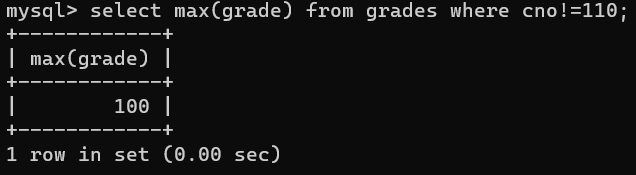 mysql> select max(grade) from grades where cno!=110;
+------------+
| max(grade) |
+------------+
|        100 |
+------------+
1 row in set (0.00 sec)